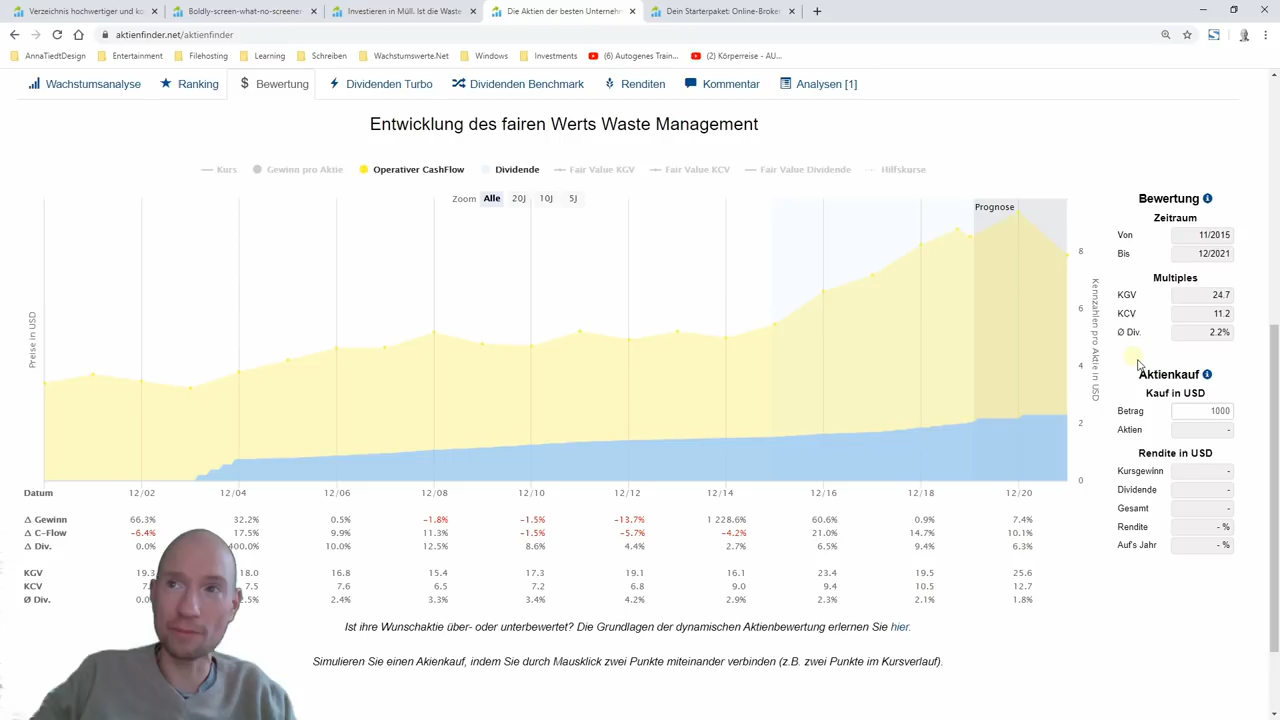 Verzeichnis hochwertiger und ko
Boldly-screen-what-no-screener
Investieren in Müll. Ist die Waste
Die Aktien der besten Unternehm
Dein Starterpaket: Online-Broker
aktienfinder.net/aktienfinder
AnnaTiedtDesign Entertainment Filehosting Learning Schreiben Wachstumswerte.Net Windows Investments (6) Autogenes Train... (2) Körperreise - AU...
Wachstumsanalyse Ranking Bewertung Dividenden Turbo Dividenden Benchmark Renditen Kommentar Analysen [1]
Entwicklung des fairen Werts Waste Management
Kurs Gewinn pro Aktie Operativer CashFlow Dividende Fair Value KGV Fair Value KCV Fair Value Dividende Hilfskurse
Zoom Alle 20J 10J 5J
Prognose
Preise in USD
8
6
4
2
0
Kennzahlen pro Aktie in USD
Datum 12/02 12/04 12/06 12/08 12/10 12/12 12/14 12/16 12/18 12/20
Δ Gewinn 66.3% 32.2% 0.5% -1.8% -1.5% -13.7% 1 228.6% 60.6% 0.9% 7.4%
Δ C-Flow -6.4% 17.5% 9.9% 11.3% -1.5% -5.7% -4.2% 21.0% 14.7% 10.1%
Δ Div. 0.0% 400.0% 10.0% 12.5% 8.6% 4.4% 2.7% 6.5% 9.4% 6.3%
KGV 19.3 18.0 16.8 15.4 17.3 19.1 16.1 23.4 19.5 25.6
KCV 7.5 7.6 6.5 7.2 6.8 9.0 9.4 10.5 12.7
Ø Div. 2.4% 3.3% 3.4% 4.2% 2.9% 2.3% 2.1% 1.8%
Ist ihre Wunschaktie über- oder unterbewertet? Die Grundlagen der dynamischen Aktienbewertung erlernen Sie hier.
Simulieren Sie einen Akienkauf, indem Sie durch Mausklick zwei Punkte miteinander verbinden (z.B. zwei Punkte im Kursverlauf).
Bewertung
Zeitraum
Von 11/2015
Bis 12/2021
Multiples
KGV 24.7
KCV 11.2
Ø Div. 2.2%
Aktienkauf
Kauf in USD
Betrag 1000
Aktien -
Rendite in USD
Kursgewinn -
Dividende -
Gesamt -
Rendite - %
Auf's Jahr - %